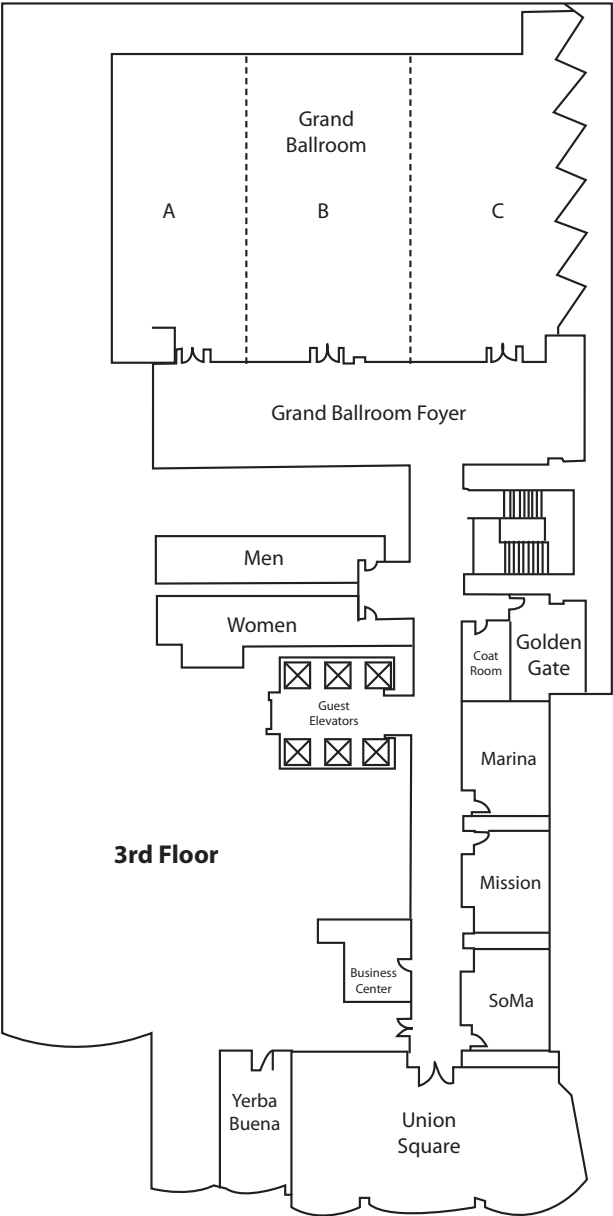 Grand
Ballroom
A
B
C
Grand Ballroom Foyer
Men
Women
Coat
Room
Golden
Gate
Guest
Elevators
Marina
3rd Floor
Mission
Business
Center
SoMa
Yerba
Buena
Union
Square